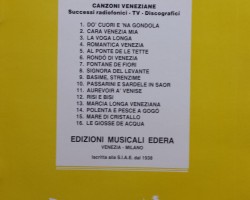 CANZONI VENEZIANE
Successi radiofonici - TV - Discografici
1. DO' CUORI E 'NA GONDOLA
2. CARA VENEZIA MIA
3. LA VOGA LONGA
4. ROMANTICA VENEZIA
5. AL PONTE DE LE TETTE
6. RONDO DI VENEZIA
7. FONTANE DE FIORI
8. SIGNORA DEL LEVANTE
9. BASIME, STRENZIME
10. PASSARINI E SARDELE IN SAOR
11. AUREVOIR A' VENISE
12. RISI E BISI
13. MARCIA LONGA VENEZIANA
14. POLENTA E PESCE A GOGO
15. MARE DI CRISTALLO
16. LE GIOSSE DE ACQUA
EDIZIONI MUSICALI EDERA
VENEZIA - MILANO
Iscritta alla S.I.A.E. dal 1938